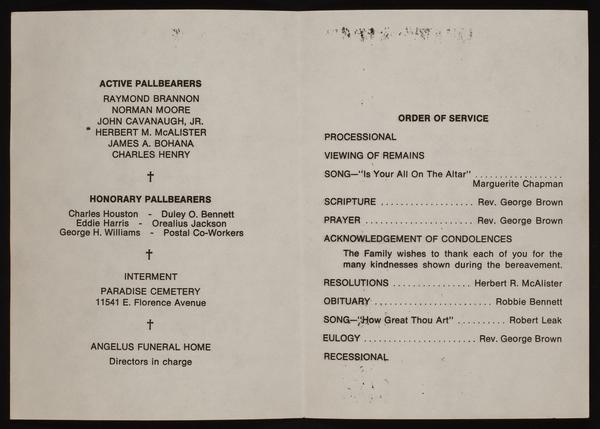 ACTIVE PALLBEARERS
RAYMOND BRANNON
NORMAN MOORE
JOHN CAVANAUGH, JR.
HERBERT M. McALISTER
JAMES A. BOHANA
CHARLES HENRY
HONORARY PALLBEARERS
Charles Houston - Duley O. Bennett
Eddie Harris - Orealius Jackson
George H. Williams - Postal Co-Workers
INTERMENT
PARADISE CEMETERY
11541 E. Florence Avenue
ANGELUS FUNERAL HOME
Directors in charge
ORDER OF SERVICE
PROCESSIONAL
VIEWING OF REMAINS
SONG—"Is Your All On The Altar" ..................
Marguerite Chapman
SCRIPTURE ................... Rev. George Brown
PRAYER ...................... Rev. George Brown
ACKNOWLEDGEMENT OF CONDOLENCES
The Family wishes to thank each of you for the
many kindnesses shown during the bereavement.
RESOLUTIONS ................ Herbert R. McAlister
OBITUARY ........................ Robbie Bennett
SONG—"How Great Thou Art" .......... Robert Leak
EULOGY ...................... Rev. George Brown
RECESSIONAL